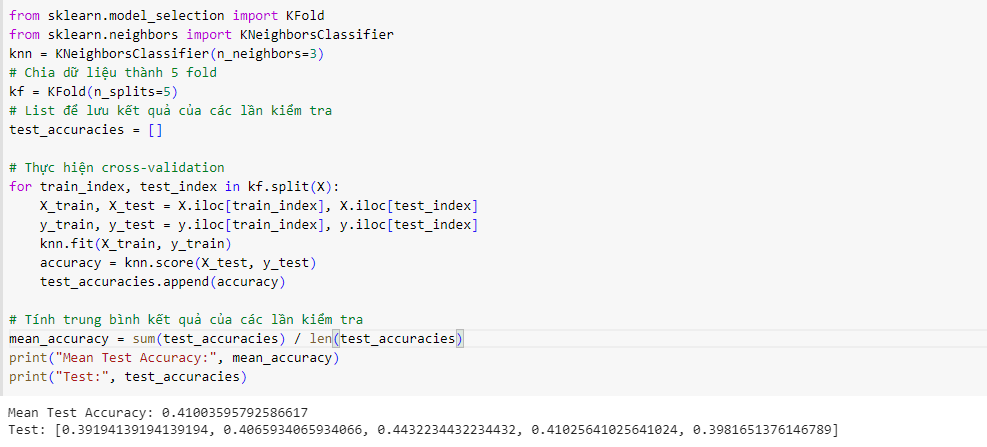 from sklearn.model_selection import KFold
from sklearn.neighbors import KNeighborsClassifier
knn = KNeighborsClassifier(n_neighbors=3)
# Chia dữ liệu thành 5 fold
kf = KFold(n_splits=5)
# List để lưu kết quả của các lần kiểm tra
test_accuracies = []

# Thực hiện cross-validation
for train_index, test_index in kf.split(X):
    X_train, X_test = X.iloc[train_index], X.iloc[test_index]
    y_train, y_test = y.iloc[train_index], y.iloc[test_index]
    knn.fit(X_train, y_train)
    accuracy = knn.score(X_test, y_test)
    test_accuracies.append(accuracy)

# Tính trung bình kết quả của các lần kiểm tra
mean_accuracy = sum(test_accuracies) / len(test_accuracies)
print("Mean Test Accuracy:", mean_accuracy)
print("Test:", test_accuracies)
Mean Test Accuracy: 0.41003595792586617
Test: [0.39194139194139194, 0.4065934065934066, 0.4432234432234432, 0.41025641025641024, 0.3981651376146789]